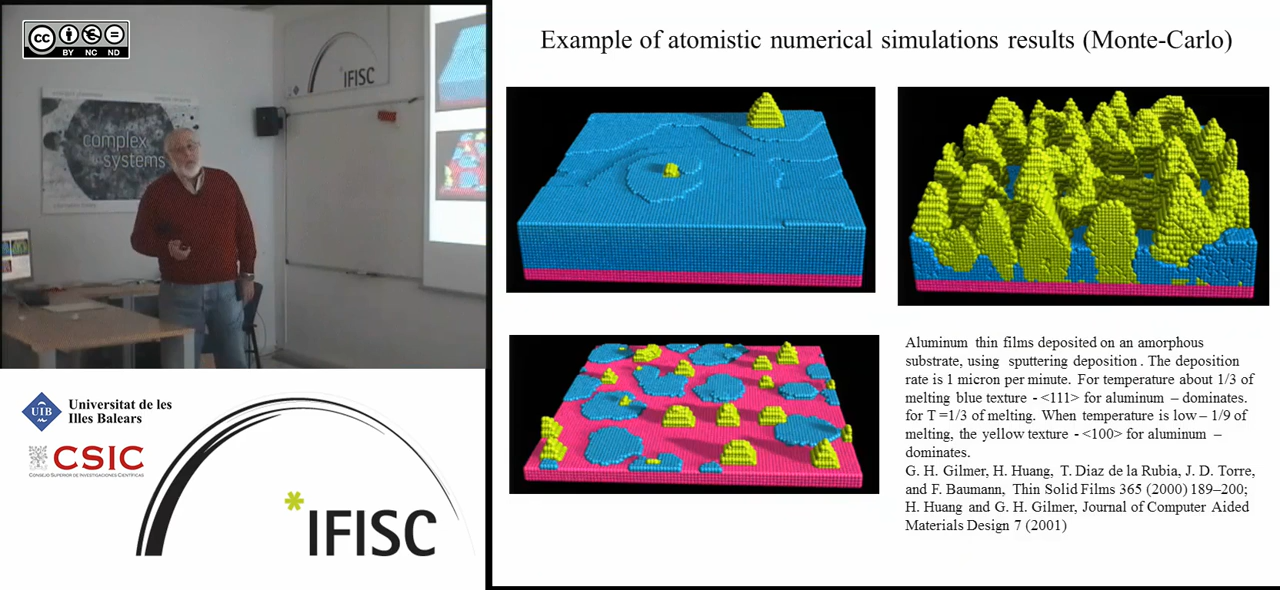 CC BY NC ND
IFISC
complex
systems
Universitat de les
Illes Balears
UIB
CSIC
CONSEJO SUPERIOR DE INVESTIGACIONES CIENTÍFICAS
*IFISC
Example of atomistic numerical simulations results (Monte-Carlo)
Aluminum thin films deposited on an amorphous
substrate, using sputtering deposition . The deposition
rate is 1 micron per minute. For temperature about 1/3 of
melting blue texture - <111> for aluminum – dominates.
for T =1/3 of melting. When temperature is low – 1/9 of
melting, the yellow texture - <100> for aluminum –
dominates.
G. H. Gilmer, H. Huang, T. Diaz de la Rubia, J. D. Torre,
and F. Baumann, Thin Solid Films 365 (2000) 189–200;
H. Huang and G. H. Gilmer, Journal of Computer Aided
Materials Design 7 (2001)